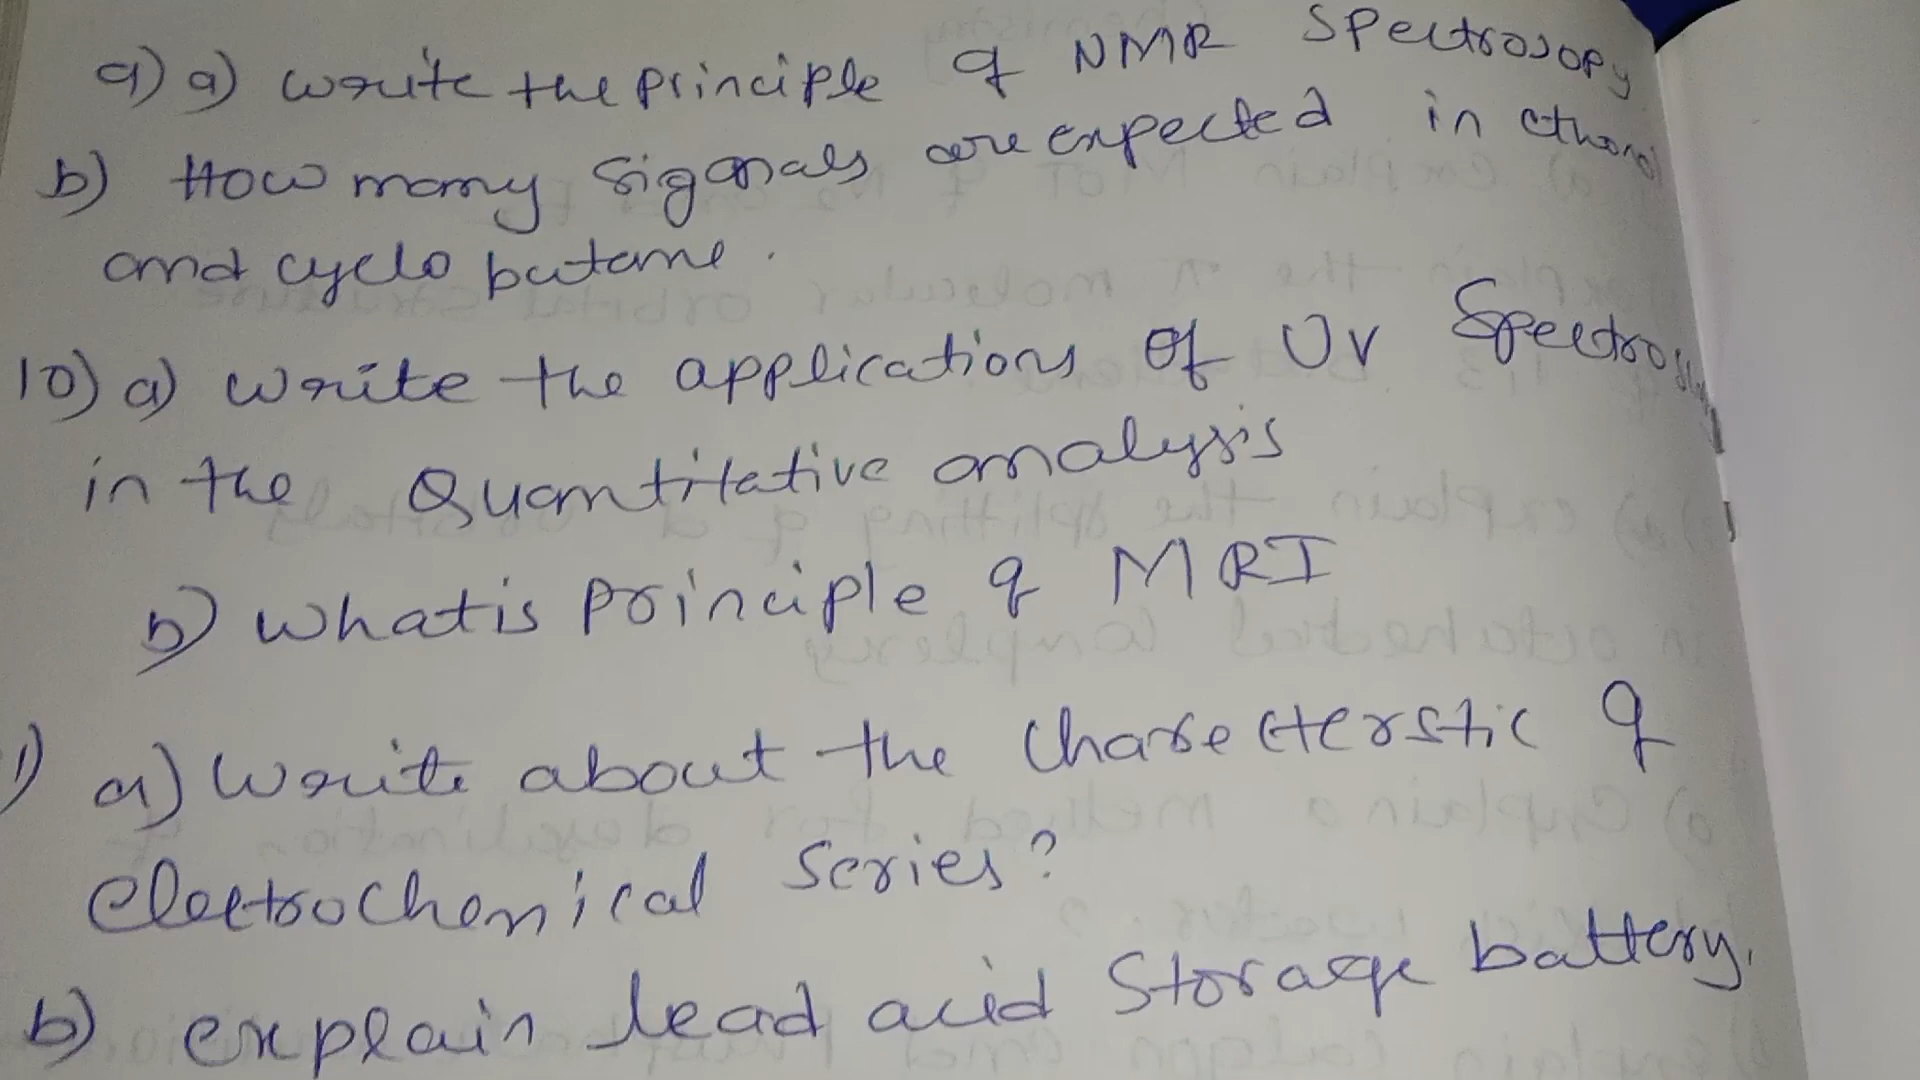 9) a) write the principle of NMR Spectroscopy
b) How many signals are expected in ethanol
and cyclo butane.
10) a) Write the applications of UV Spectroscopy
in the Quantitative analysis
b) What is principle of MRI
1) a) Write about the Charecterstic of
electrochemical series?
b) explain lead acid Storage battery.